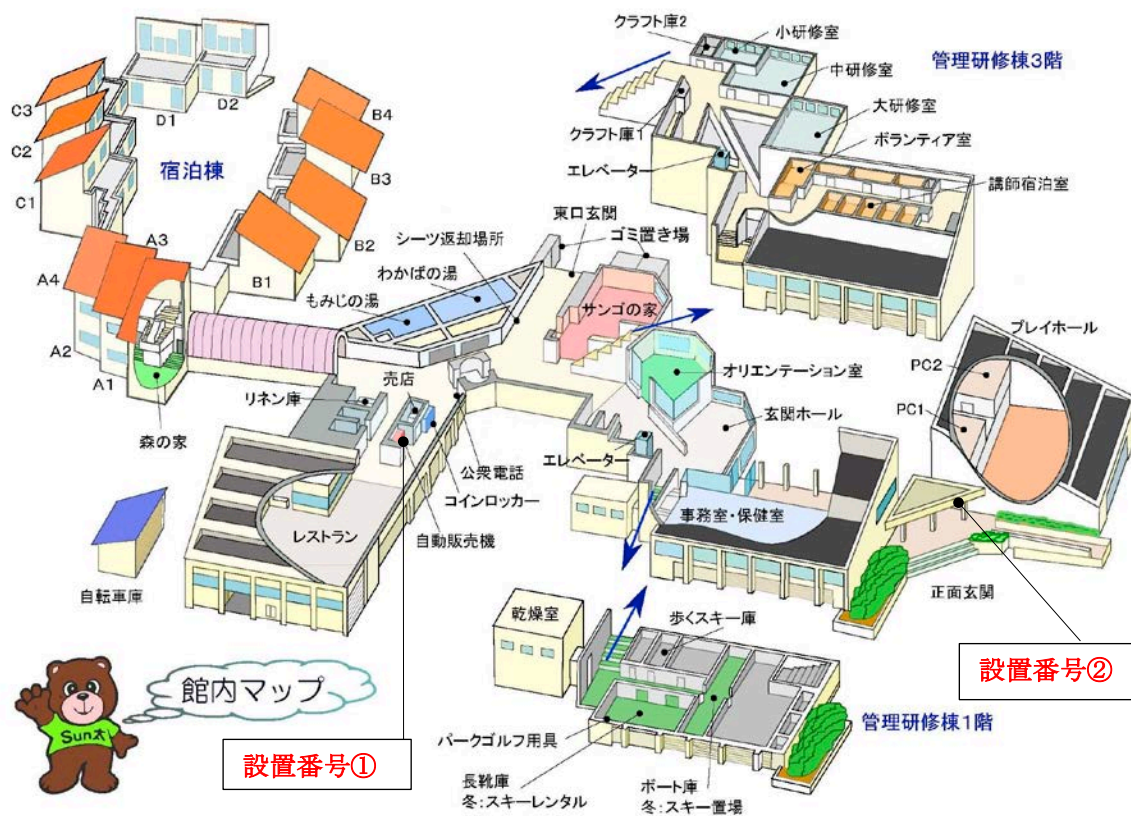 クラフト庫2
小研修室
管理研修棟3階
中研修室
大研修室
クラフト庫1
ボランティア室
エレベーター
講師宿泊室
C3
C2
C1
D1
D2
B4
B3
B2
B1
宿泊棟
A3
A4
A2
A1
森の家
東口玄関
ゴミ置き場
シーツ返却場所
わかばの湯
もみじの湯
サンゴの家
プレイホール
PC2
PC1
オリエンテーション室
売店
リネン庫
玄関ホール
エレベーター
公衆電話
コインロッカー
事務室・保健室
レストラン
自動販売機
自転車庫
正面玄関
乾燥室
歩くスキー庫
設置番号②
館内マップ
Sun太
設置番号①
パークゴルフ用具
管理研修棟1階
長靴庫
冬:スキーレンタル
ボート庫
冬:スキー置場